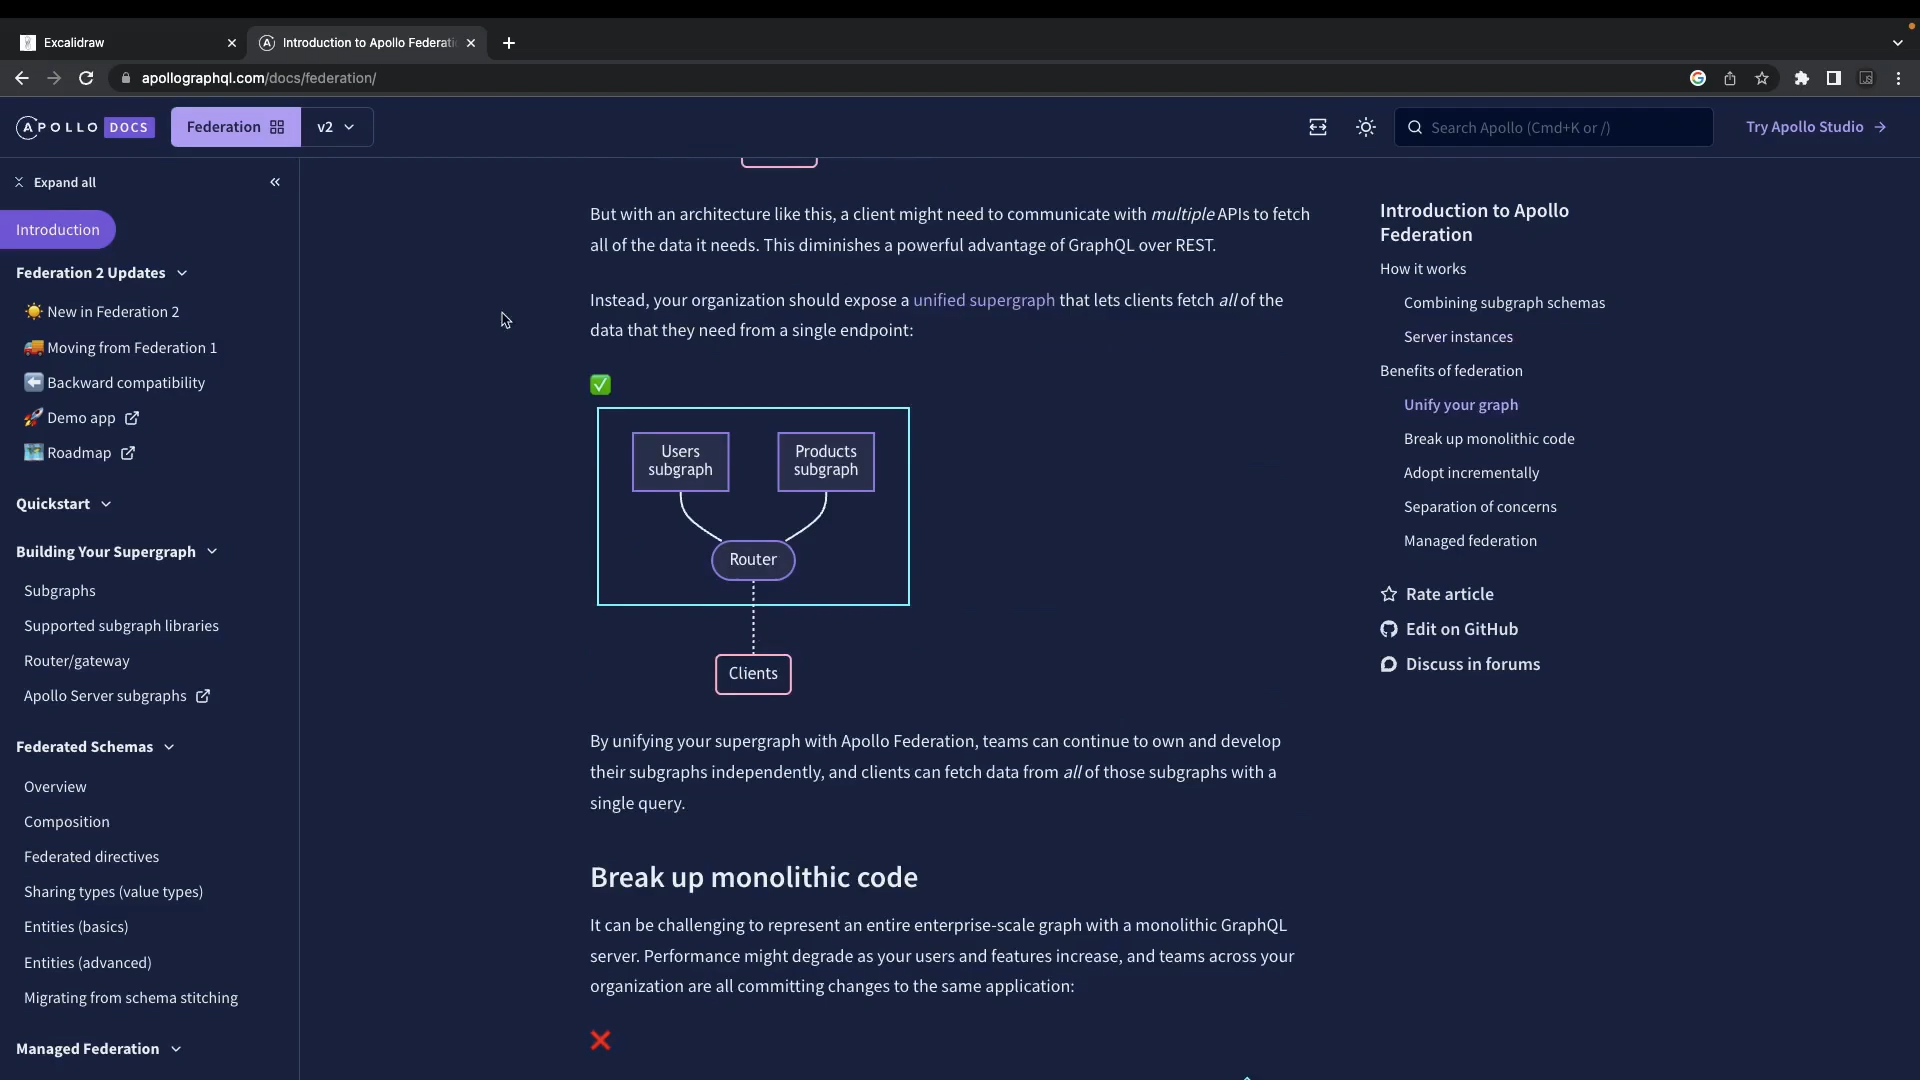 Excalidraw
Introduction to Apollo Federati
apollographql.com/docs/federation/
APOLLO DOCS
Federation
v2
Search Apollo (Cmd+K or /)
Try Apollo Studio
Expand all
Introduction
Federation 2 Updates
New in Federation 2
Moving from Federation 1
Backward compatibility
Demo app
Roadmap
Quickstart
Building Your Supergraph
Subgraphs
Supported subgraph libraries
Router/gateway
Apollo Server subgraphs
Federated Schemas
Overview
Composition
Federated directives
Sharing types (value types)
Entities (basics)
Entities (advanced)
Migrating from schema stitching
Managed Federation
But with an architecture like this, a client might need to communicate with multiple APIs to fetch
all of the data it needs. This diminishes a powerful advantage of GraphQL over REST.
Instead, your organization should expose a unified supergraph that lets clients fetch all of the
data that they need from a single endpoint:
Users
subgraph
Products
subgraph
Router
Clients
By unifying your supergraph with Apollo Federation, teams can continue to own and develop
their subgraphs independently, and clients can fetch data from all of those subgraphs with a
single query.
Break up monolithic code
It can be challenging to represent an entire enterprise-scale graph with a monolithic GraphQL
server. Performance might degrade as your users and features increase, and teams across your
organization are all committing changes to the same application:
Introduction to Apollo
Federation
How it works
Combining subgraph schemas
Server instances
Benefits of federation
Unify your graph
Break up monolithic code
Adopt incrementally
Separation of concerns
Managed federation
Rate article
Edit on GitHub
Discuss in forums